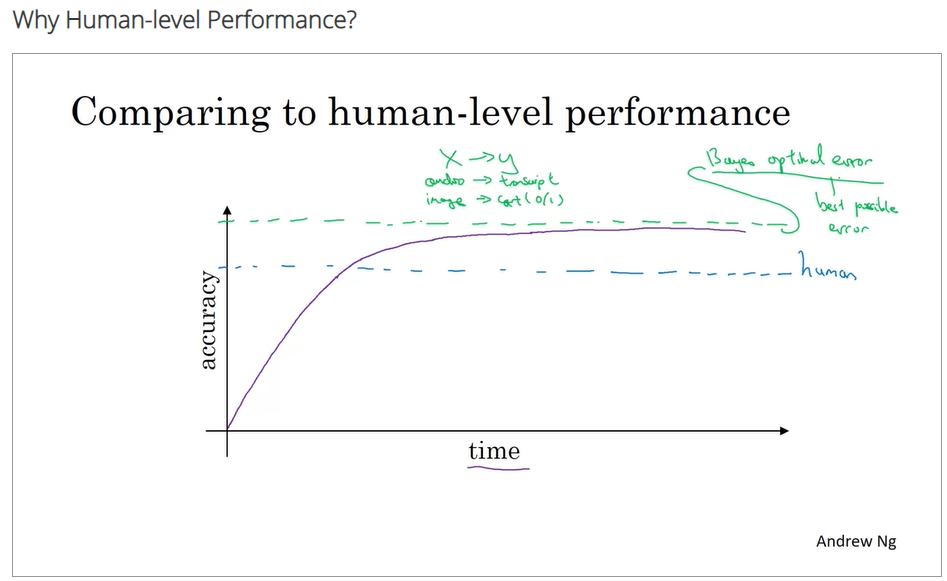 Why Human-level Performance?
Comparing to human-level performance
X → y
audio → transcript
image → cat (0/1)
Bayes optimal error
best possible
error
human
accuracy
time
Andrew Ng